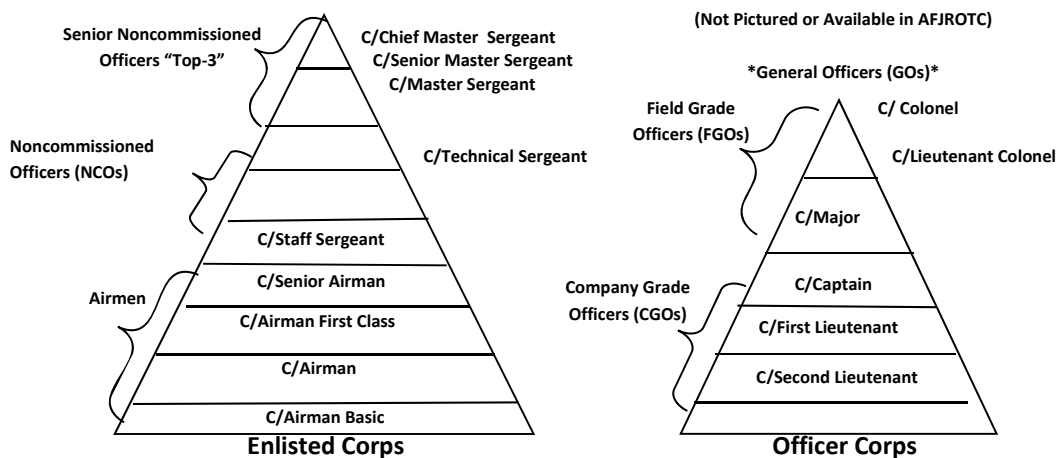 Senior Noncommissioned
Officers “Top-3”
C/Chief Master Sergeant
C/Senior Master Sergeant
C/Master Sergeant
Noncommissioned
Officers (NCOs)
C/Technical Sergeant
C/Staff Sergeant
Airmen
C/Senior Airman
C/Airman First Class
C/Airman
C/Airman Basic
Enlisted Corps
(Not Pictured or Available in AFJROTC)
*General Officers (GOs)*
Field Grade
Officers (FGOs)
C/ Colonel
C/Lieutenant Colonel
C/Major
Company Grade
Officers (CGOs)
C/Captain
C/First Lieutenant
C/Second Lieutenant
Officer Corps